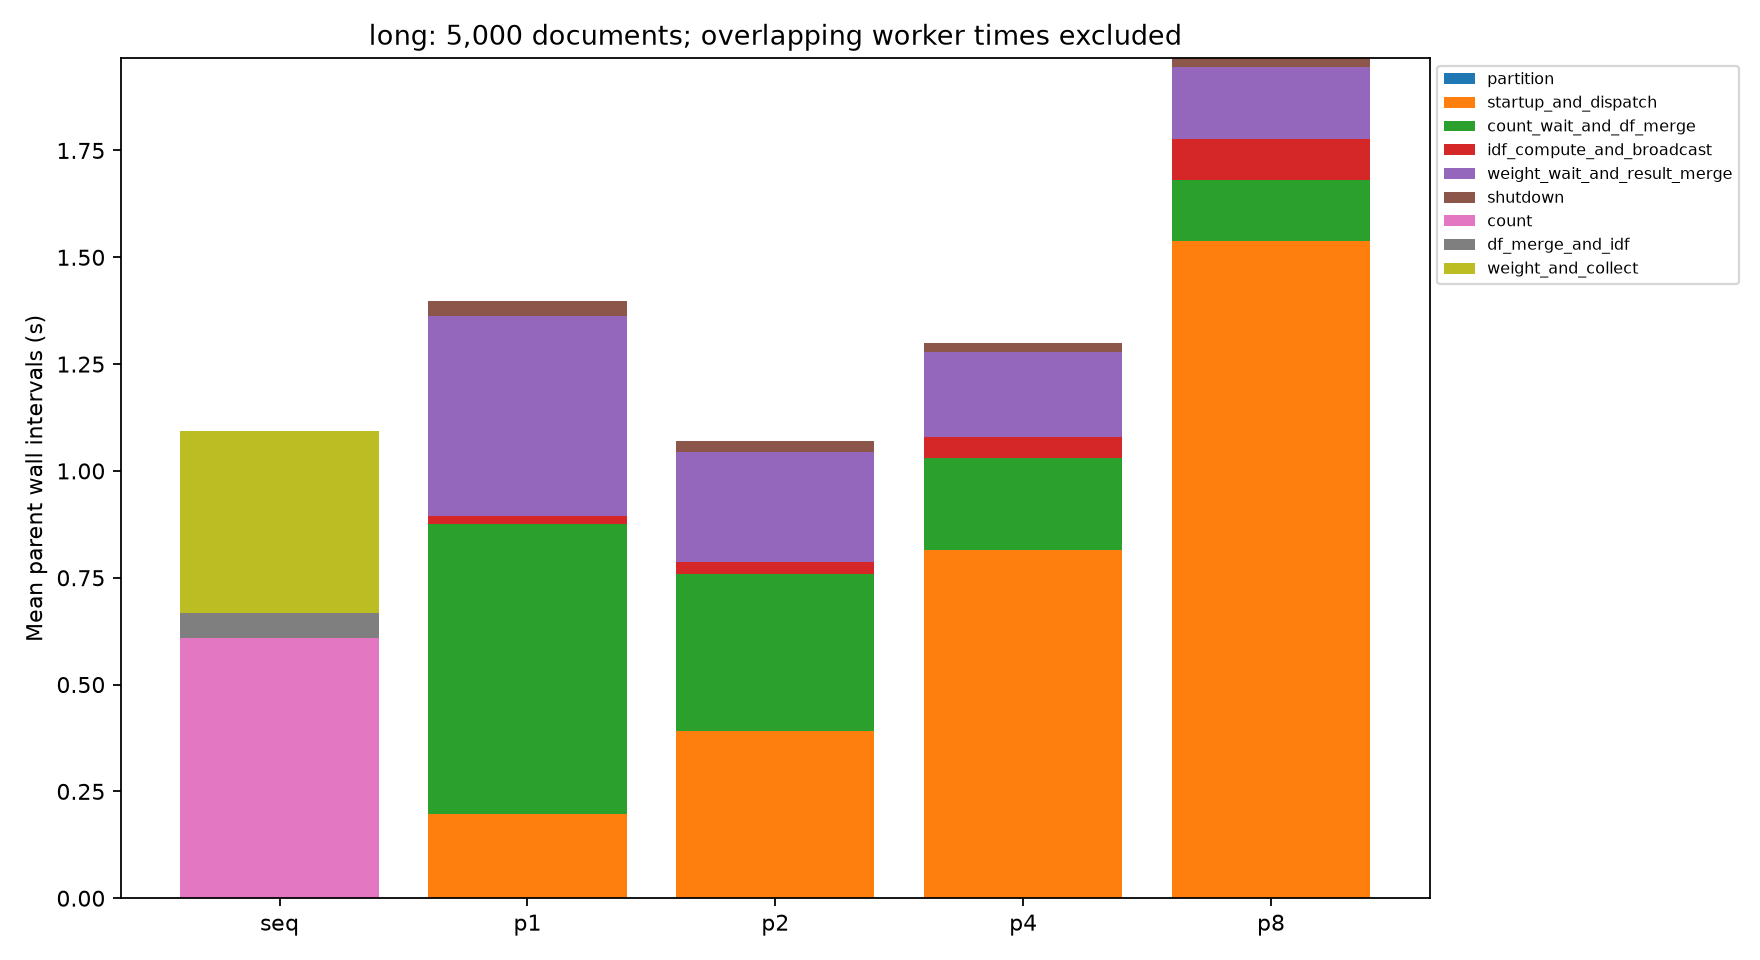 long: 5,000 documents; overlapping worker times excluded
Mean parent wall intervals (s)
1.75
1.50
1.25
1.00
0.75
0.50
0.25
0.00
seq
p1
p2
p4
p8
partition
startup_and_dispatch
count_wait_and_df_merge
idf_compute_and_broadcast
weight_wait_and_result_merge
shutdown
count
df_merge_and_idf
weight_and_collect